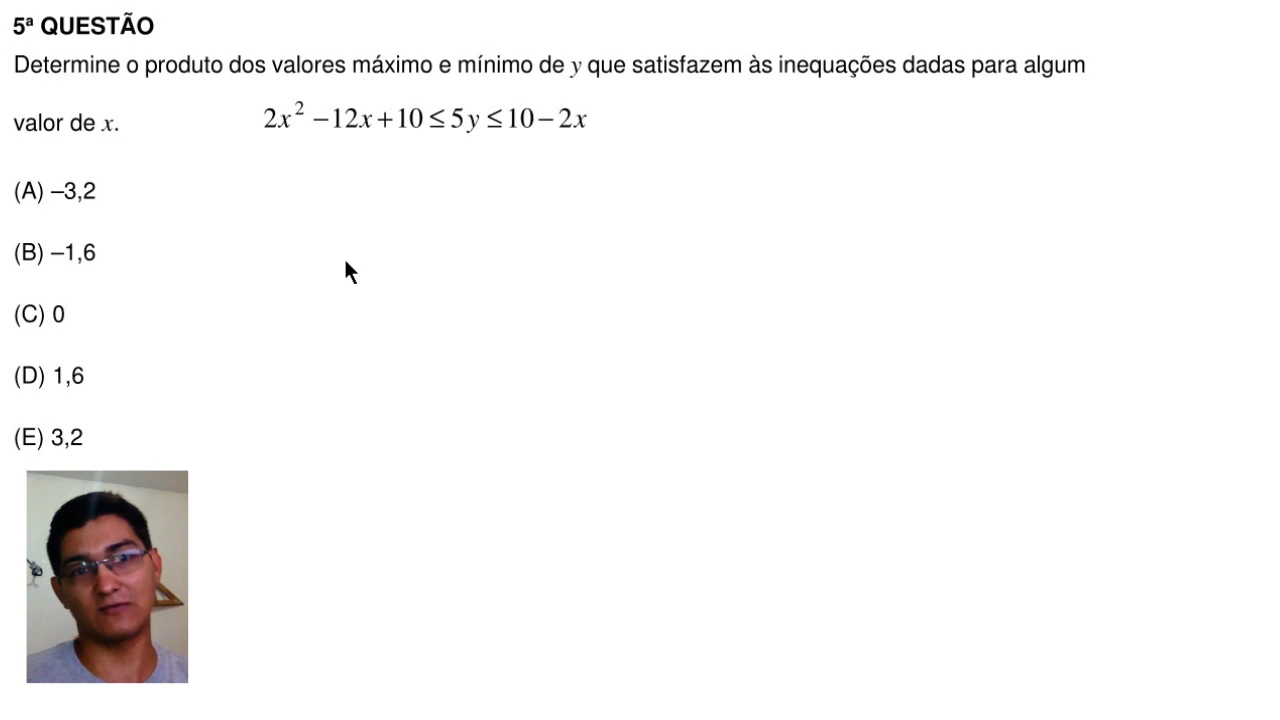 5ª QUESTÃO
Determine o produto dos valores máximo e mínimo de y que satisfazem às inequações dadas para algum
valor de x. 2x² −12x+10≤5y≤10−2x
(A) –3,2
(B) –1,6
(C) 0
(D) 1,6
(E) 3,2